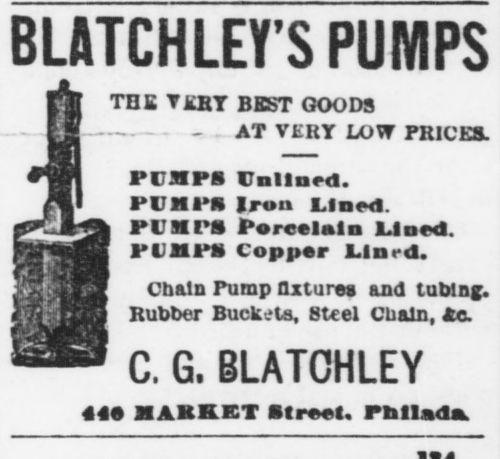 BLATCHLEY'S PUMPS
THE VERY BEST GOODS
AT VERY LOW PRICES.
PUMPS Unlined.
PUMPS Iron Lined.
PUMPS Porcelain Lined.
PUMPS Copper Lined.
Chain Pump fixtures and tubing.
Rubber Buckets, Steel Chain, &c.
C. G. BLATCHLEY
440 MARKET Street. Philada